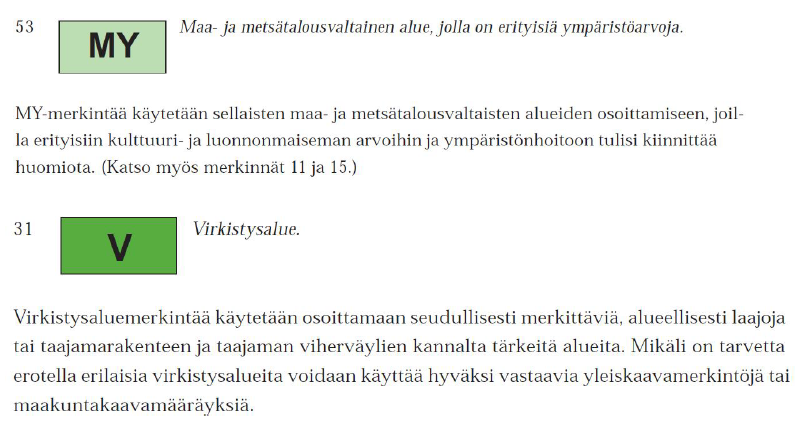 53 MY Maa- ja metsätalousvaltainen alue, jolla on erityisiä ympäristöarvoja.
MY-merkintää käytetään sellaisten maa- ja metsätalousvaltaisten alueiden osoittamiseen, joil-
la erityisiin kulttuuri- ja luonnonmaiseman arvoihin ja ympäristönhoitoon tulisi kiinnittää
huomiota. (Katso myös merkinnät 11 ja 15.)
31 V Virkistysalue.
Virkistysaluemerkintää käytetään osoittamaan seudullisesti merkittäviä, alueellisesti laajoja
tai taajamarakenteen ja taajaman viherväylien kannalta tärkeitä alueita. Mikäli on tarvetta
erotella erilaisia virkistysalueita voidaan käyttää hyväksi vastaavia yleiskaavamerkintöjä tai
maakuntakaavamääräyksiä.